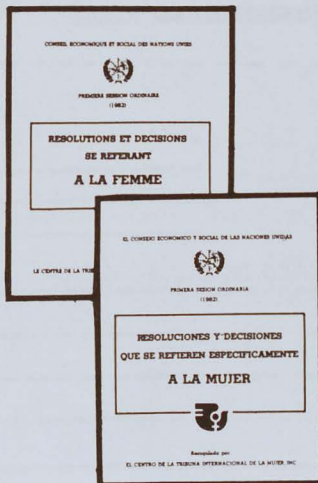 CONSEIL ECONOMIQUE ET SOCIAL DES NATIONS UNIES
PREMIERE SESSION ORDINAIRE
(1982)
RESOLUTIONS ET DECISIONS
SE REFERANT
A LA FEMME
LE CENTRE DE LA TRIB
EL CONSEJO ECONOMICO Y SOCIAL DE LAS NACIONES UNIDAS
PRIMERA SESION ORDINARIA
(1982)
RESOLUCIONES Y DECISIONES
QUE SE REFIEREN ESPECIFICAMENTE
A LA MUJER
Recopilado por
EL CENTRO DE LA TRIBUNA INTERNACIONAL DE LA MUJER, INC